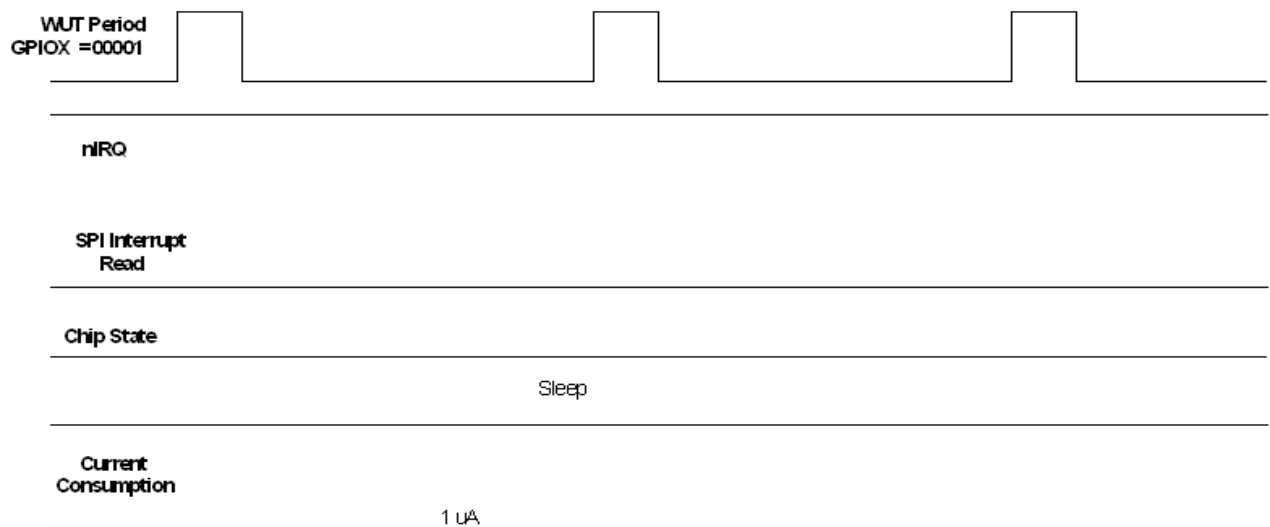 WUT Period
GPIOX =00001
nIRQ
SPI Interrupt
Read
Chip State
Sleep
Current
Consumption
1 uA